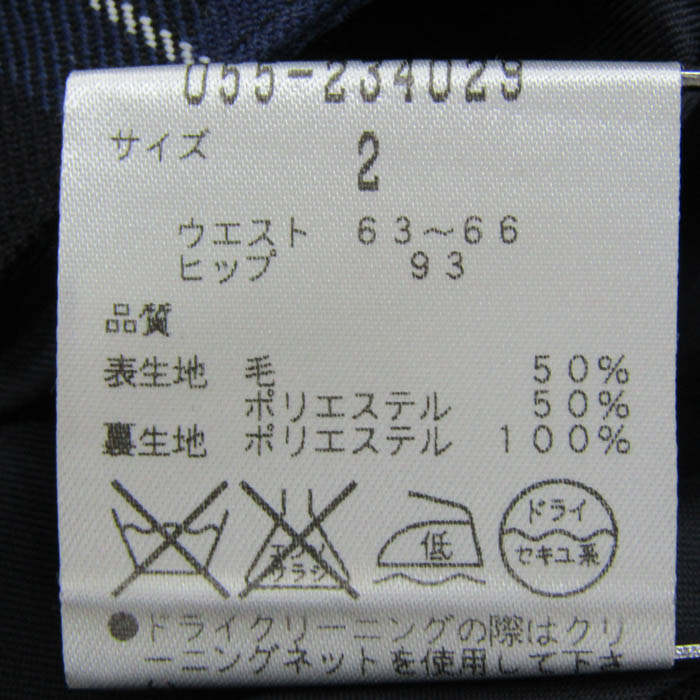 055-234029
サイズ 2
ウエスト 63～66
ヒップ 93
品質
表生地 毛 50%
ポリエステル 50%
裏生地 ポリエステル 100%
低
ドライ
セキユ系
●ドライクリーニングの際はクリ
ーニングネットを使用して下さ